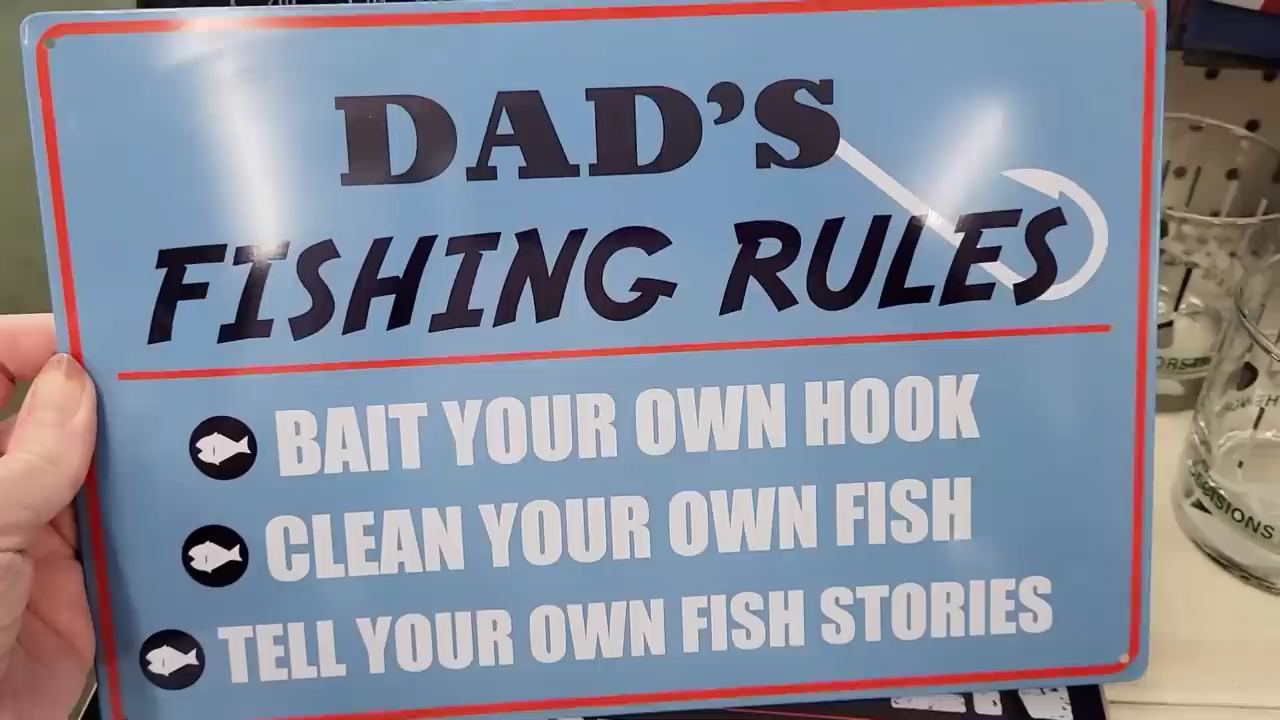 DAD'S
FISHING RULES
BAIT YOUR OWN HOOK
CLEAN YOUR OWN FISH
TELL YOUR OWN FISH STORIES